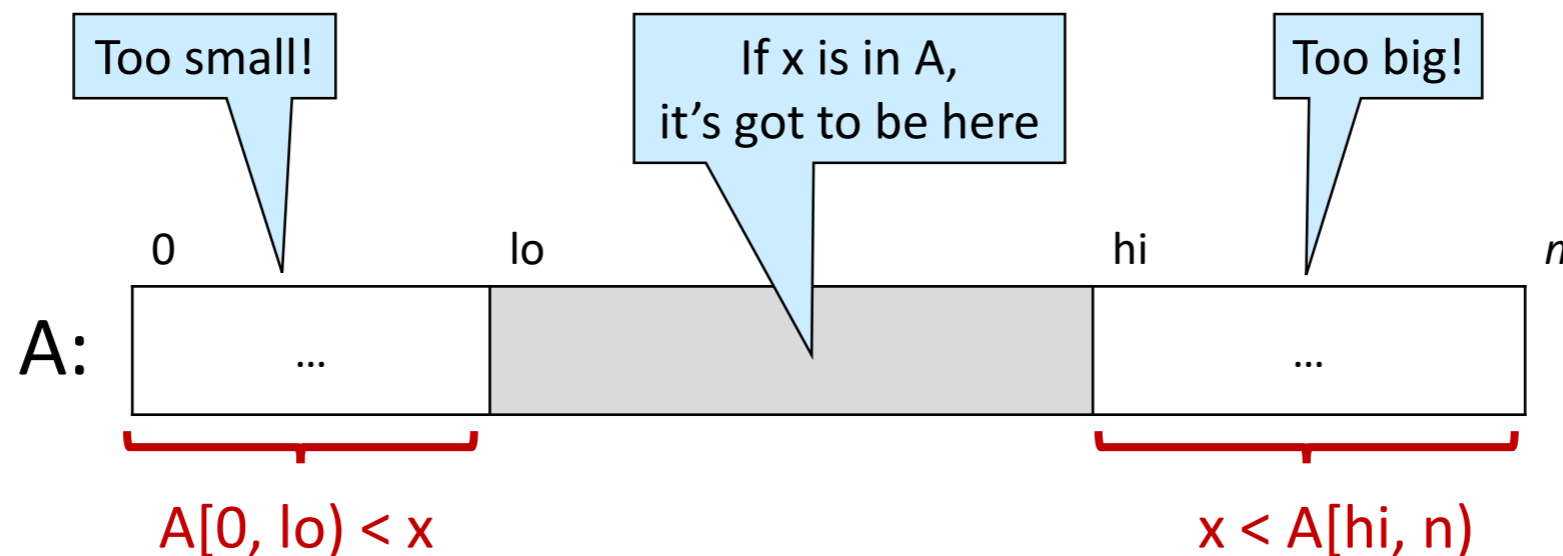 Too small!
If x is in A,
it’s got to be here
Too big!
0
lo
hi
n
A:
...
...
A[0, lo) < x
x < A[hi, n)